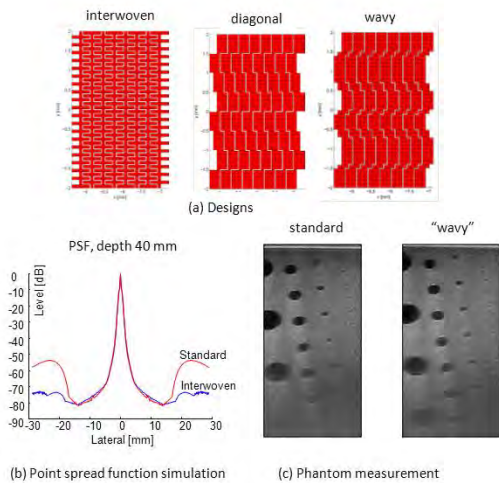 interwoven
diagonal
wavy
(a) Designs
standard
"wavy"
PSF, depth 40 mm
Level [dB]
0
-10
-20
-30
-40
-50
-60
-70
-80
-90
Standard
Interwoven
-30 -20 -10 0 10 20 30
Lateral [mm]
(b) Point spread function simulation
(c) Phantom measurement